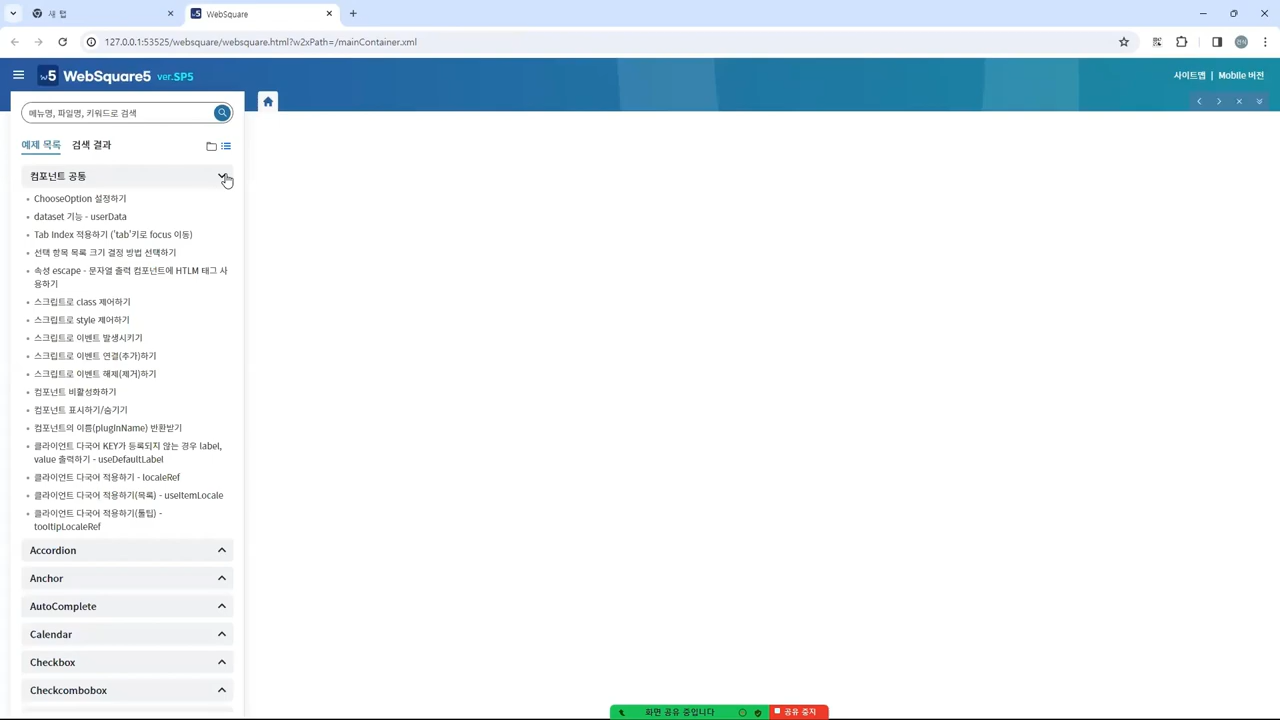 새 탭
WebSquare
127.0.0.1:53525/websquare/websquare.html?w2xPath=/mainContainer.xml
w5 WebSquare5 ver.SP5
사이트맵 | Mobile 버전
메뉴명, 파일명, 키워드로 검색
예제 목록 검색 결과
컴포넌트 공통
ChooseOption 설정하기
dataset 기능 - userData
Tab Index 적용하기 ('tab'키로 focus 이동)
선택 항목 목록 크기 결정 방법 선택하기
속성 escape - 문자열 출력 컴포넌트에 HTLM 태그 사
용하기
스크립트로 class 제어하기
스크립트로 style 제어하기
스크립트로 이벤트 발생시키기
스크립트로 이벤트 연결(추가)하기
스크립트로 이벤트 해제(제거)하기
컴포넌트 비활성화하기
컴포넌트 표시하기/숨기기
컴포넌트의 이름(pluginName) 반환받기
클라이언트 다국어 KEY가 등록되지 않는 경우 label,
value 출력하기 - useDefaultLabel
클라이언트 다국어 적용하기 - localeRef
클라이언트 다국어 적용하기(목록) - useItemLocale
클라이언트 다국어 적용하기(툴팁) -
tooltipLocaleRef
Accordion
Anchor
AutoComplete
Calendar
Checkbox
Checkcombobox
화면 공유 중입니다
공유 중지